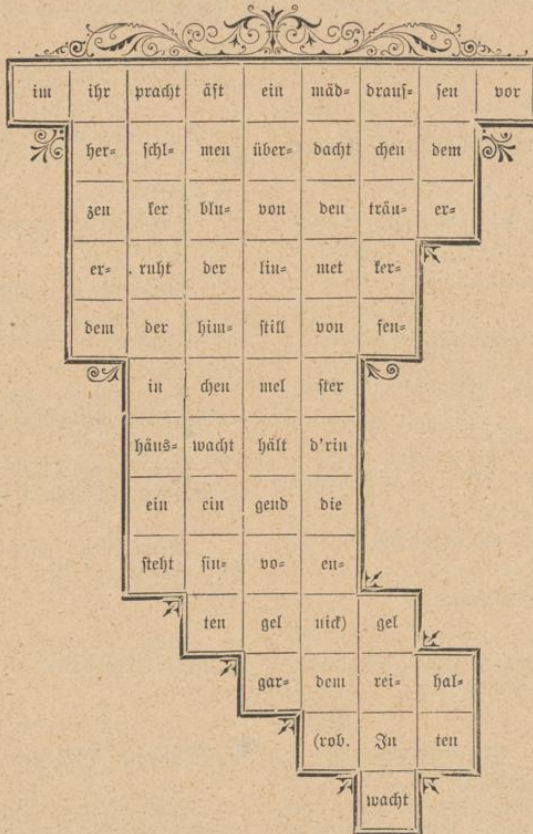 im ihr pracht äst ein mäd- draus- sen vor
her- schl- men über- dacht chen dem
zen ker blu- von den träu- er-
er- ruht der lin- met ker-
dem der him- still von fen-
in chen mel ster
häus- wacht hält d'rin
ein ein gend die
steht sin- vo- en-
ten gel nick) gel
gar- dem rei- hal-
(rob. In ten
wacht